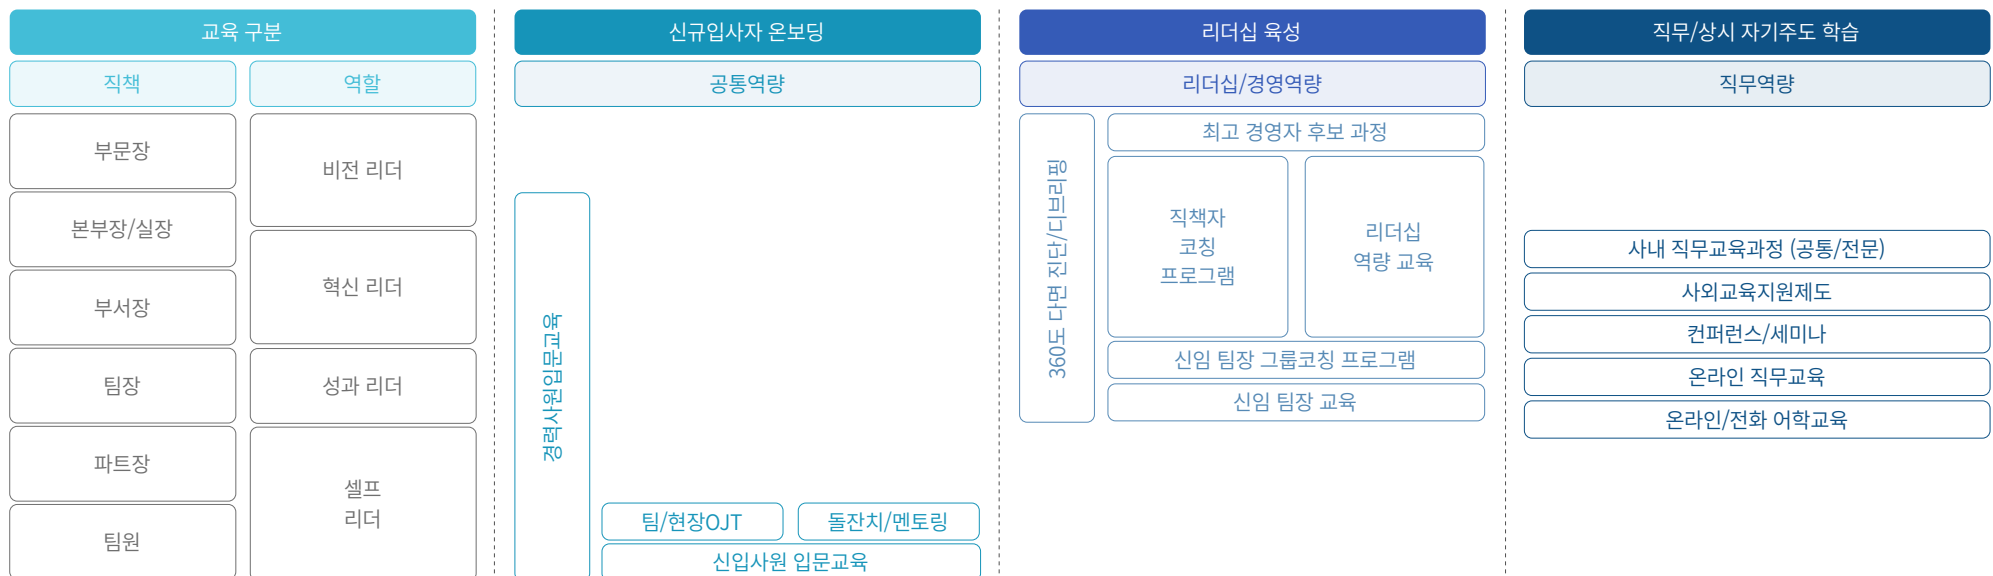 교육 구분
직책
역할
부문장
본부장/실장
부서장
팀장
파트장
팀원
비전 리더
혁신 리더
성과 리더
셀프
리더
신규입사자 온보딩
공통역량
경력사원입문교육
팀/현장OJT
돌잔치/멘토링
신입사원 입문교육
리더십 육성
리더십/경영역량
360도 다면 진단/디브리핑
최고 경영자 후보 과정
직책자
코칭
프로그램
리더십
역량 교육
신임 팀장 그룹코칭 프로그램
신임 팀장 교육
직무/상시 자기주도 학습
직무역량
사내 직무교육과정 (공통/전문)
사외교육지원제도
컨퍼런스/세미나
온라인 직무교육
온라인/전화 어학교육